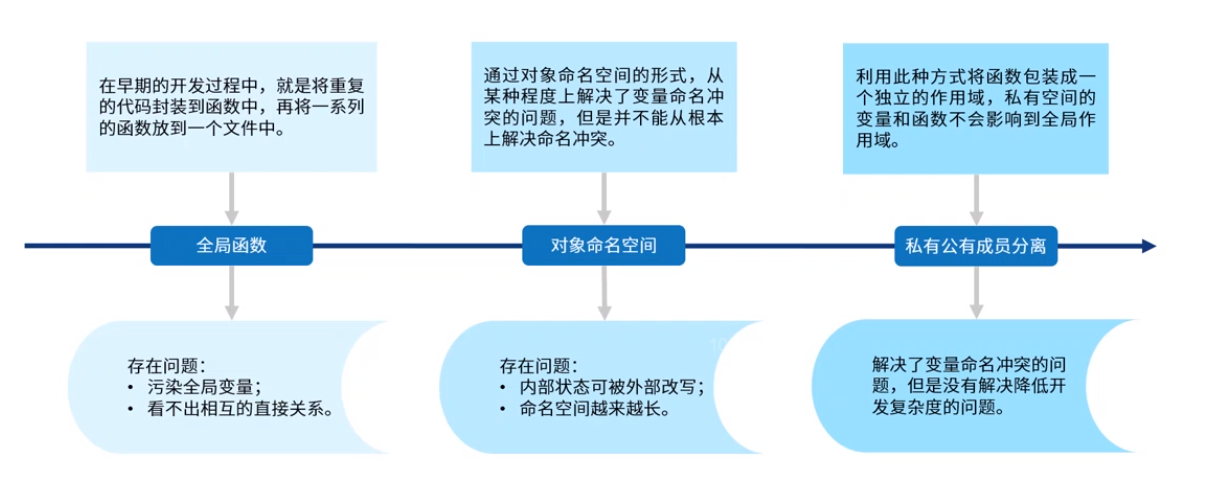 在早期的开发过程中，就是将重复
的代码封装到函数中，再将一系列
的函数放到一个文件中。
通过对象命名空间的形式，从
某种程度上解决了变量命名冲
突的问题，但是并不能从根本
上解决命名冲突。
利用此种方式将函数包装成一
个独立的作用域，私有空间的
变量和函数不会影响到全局作
用域。
全局函数
对象命名空间
私有公有成员分离
存在问题：
• 污染全局变量；
• 看不出相互的直接关系。
存在问题：
• 内部状态可被外部改写；
• 命名空间越来越长。
解决了变量命名冲突的问
题，但是没有解决降低开
发复杂度的问题。